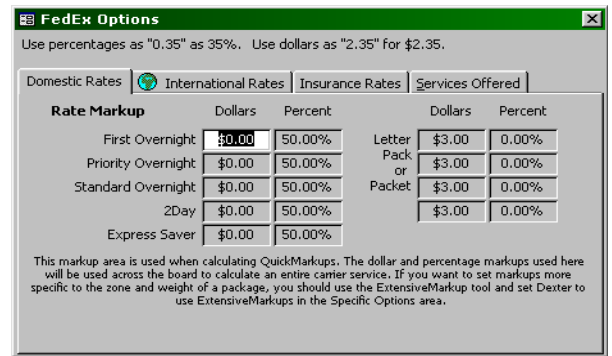 FedEx Options
Use percentages as "0.35" as 35%. Use dollars as "2.35" for $2.35.
Domestic Rates International Rates Insurance Rates Services Offered
Rate Markup Dollars Percent Dollars Percent
First Overnight $0.00 50.00% Letter $3.00 0.00%
Pack
or
Priority Overnight $0.00 50.00% $3.00 0.00%
Standard Overnight $0.00 50.00% Packet $3.00 0.00%
2Day $0.00 50.00% $3.00 0.00%
Express Saver $0.00 50.00%
This markup area is used when calculating QuickMarkups. The dollar and percentage markups used here
will be used across the board to calculate an entire carrier service. If you want to set markups more
specific to the zone and weight of a package, you should use the ExtensiveMarkup tool and set Dexter to
use ExtensiveMarkups in the Specific Options area.